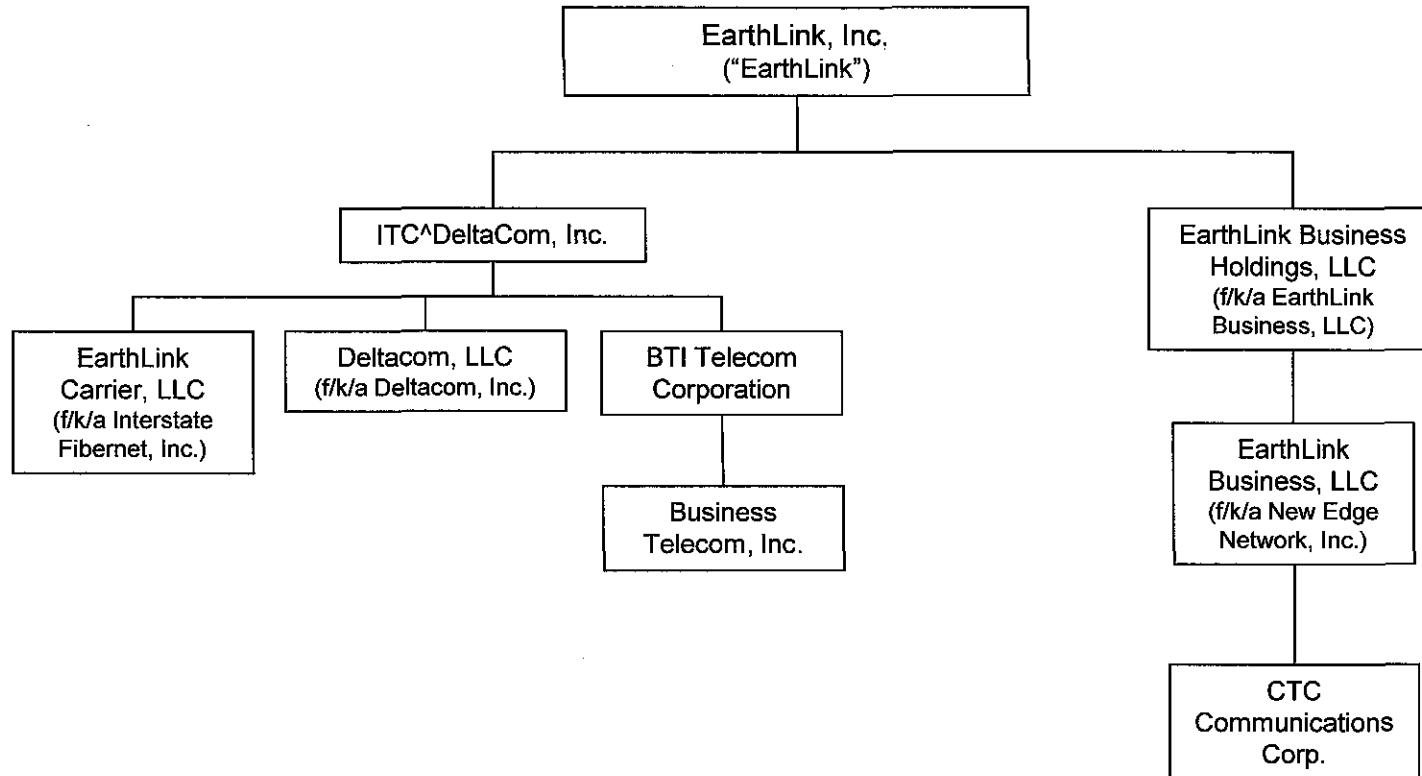 EarthLink, Inc.
("EarthLink")
ITC^DeltaCom, Inc.
EarthLink Business
Holdings, LLC
(f/k/a EarthLink
Business, LLC)
EarthLink
Carrier, LLC
(f/k/a Interstate
Fibernet, Inc.)
Deltacom, LLC
(f/k/a Deltacom, Inc.)
BTI Telecom
Corporation
Business
Telecom, Inc.
EarthLink
Business, LLC
(f/k/a New Edge
Network, Inc.)
CTC
Communications
Corp.